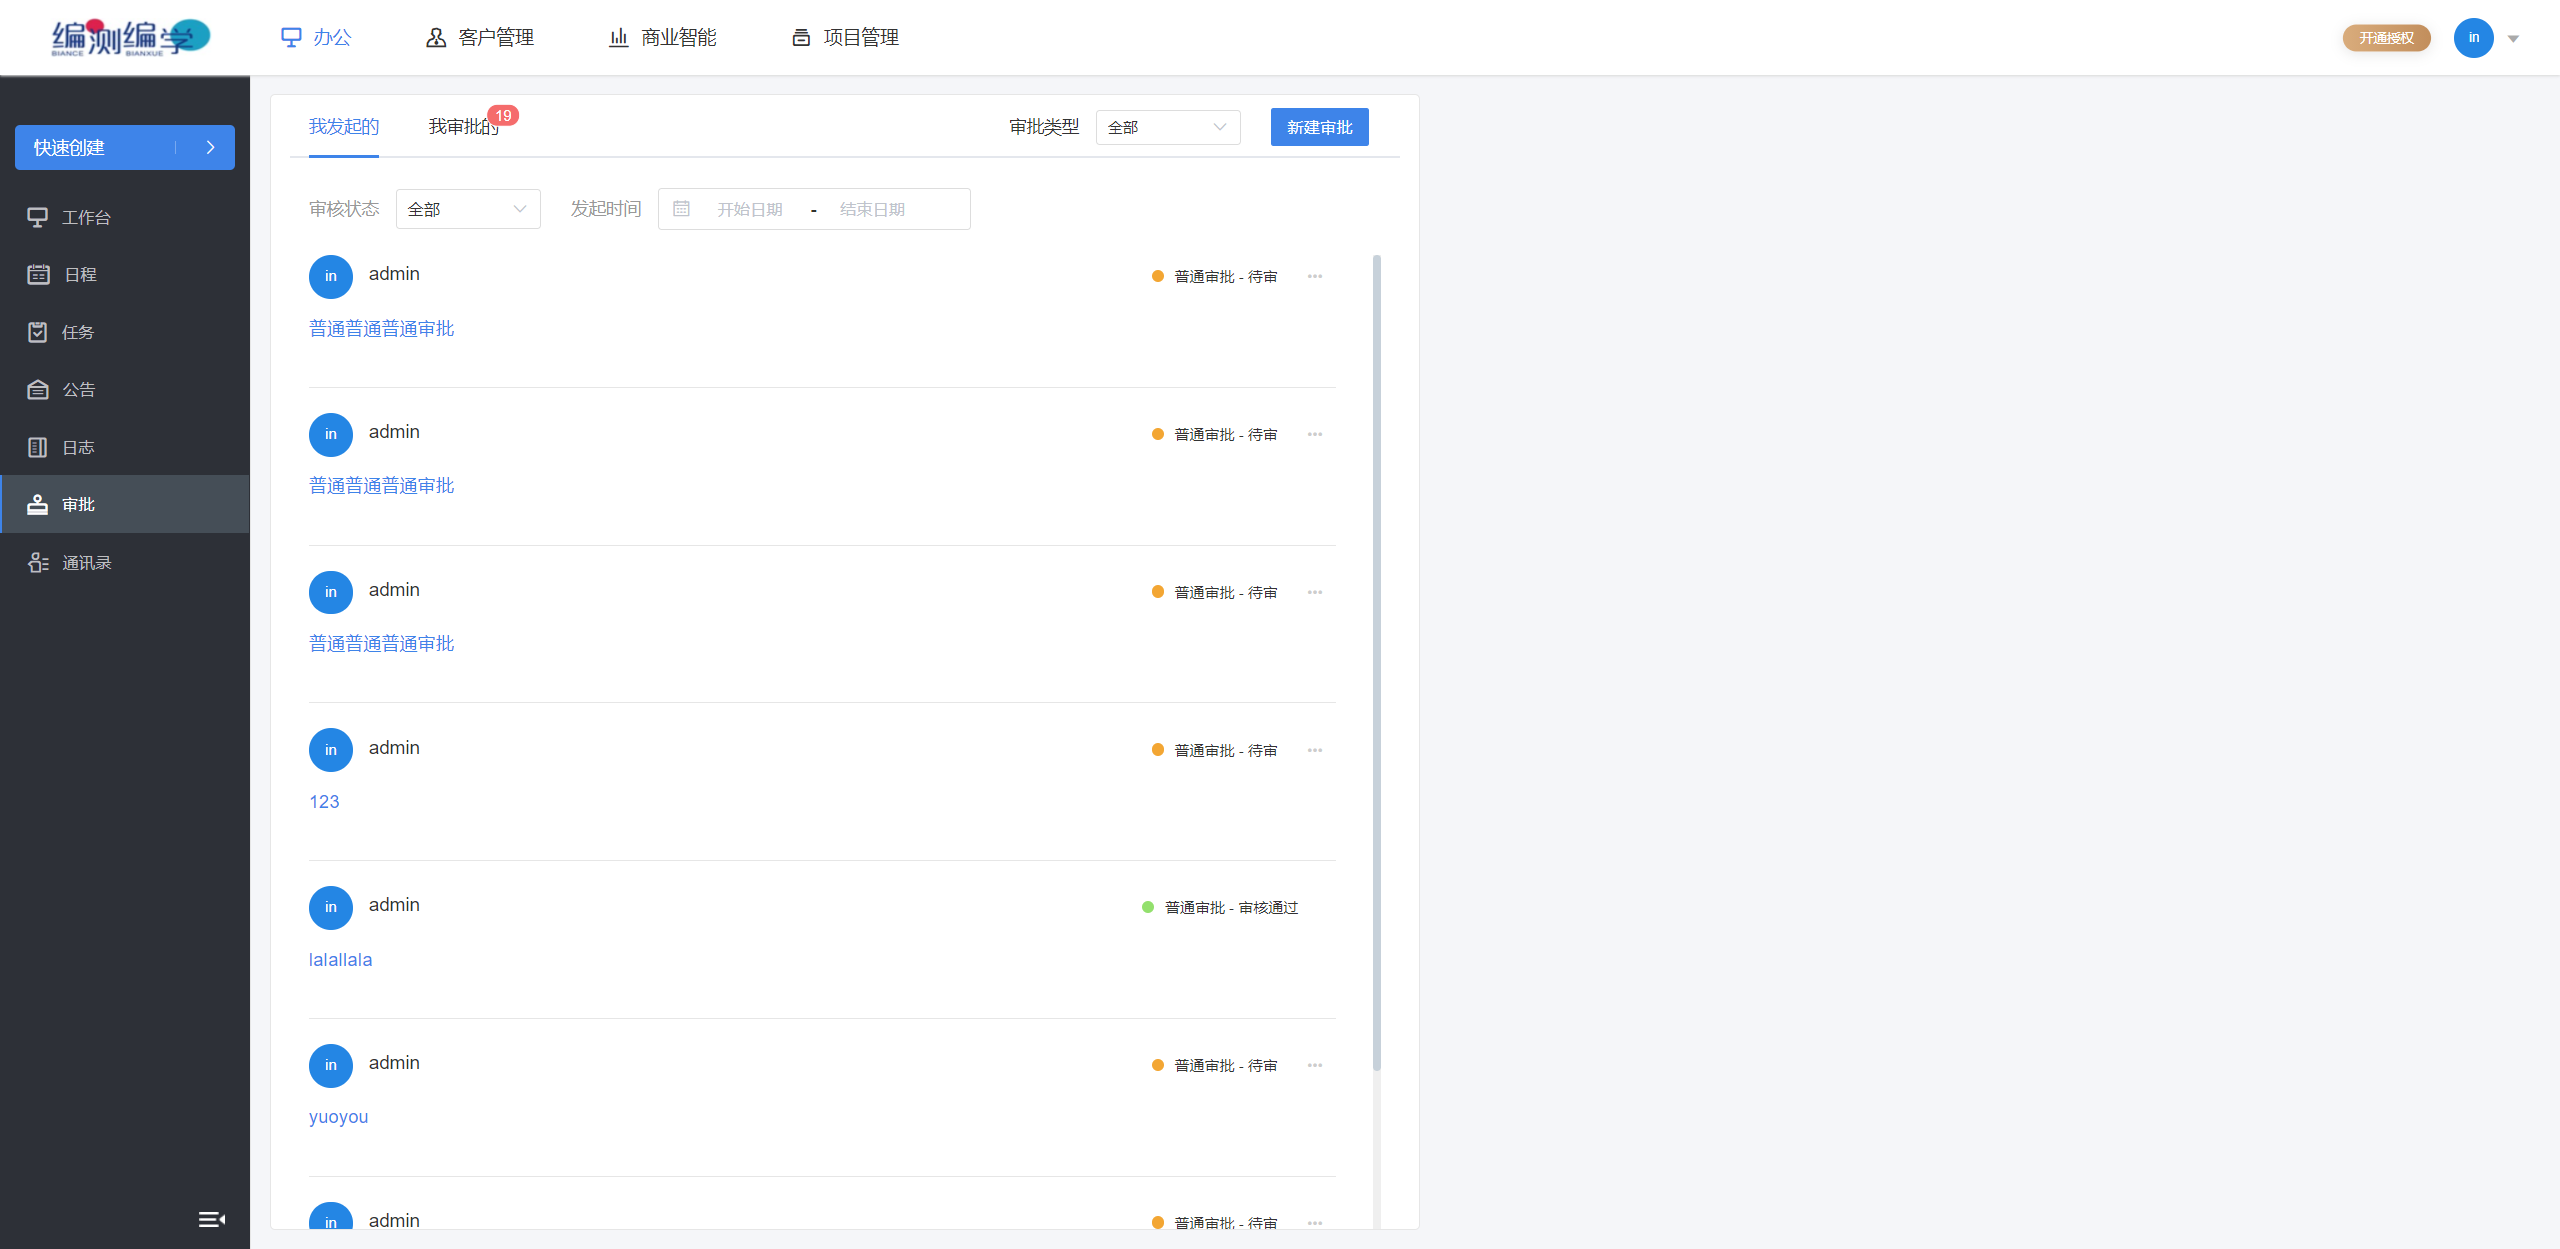 编测编学
BIANCE BIANXUE
办公
客户管理
商业智能
项目管理
开通授权
in
快速创建
工作台
日程
任务
公告
日志
审批
通讯录
我发起的
我审批的
19
审批类型
全部
新建审批
审核状态
全部
发起时间
开始日期 - 结束日期
in admin
普通审批 - 待审
普通普通普通审批
in admin
普通审批 - 待审
普通普通普通审批
in admin
普通审批 - 待审
普通普通普通审批
in admin
普通审批 - 待审
123
in admin
普通审批 - 审核通过
lalallala
in admin
普通审批 - 待审
yuoyou
in admin
普通审批 - 待审